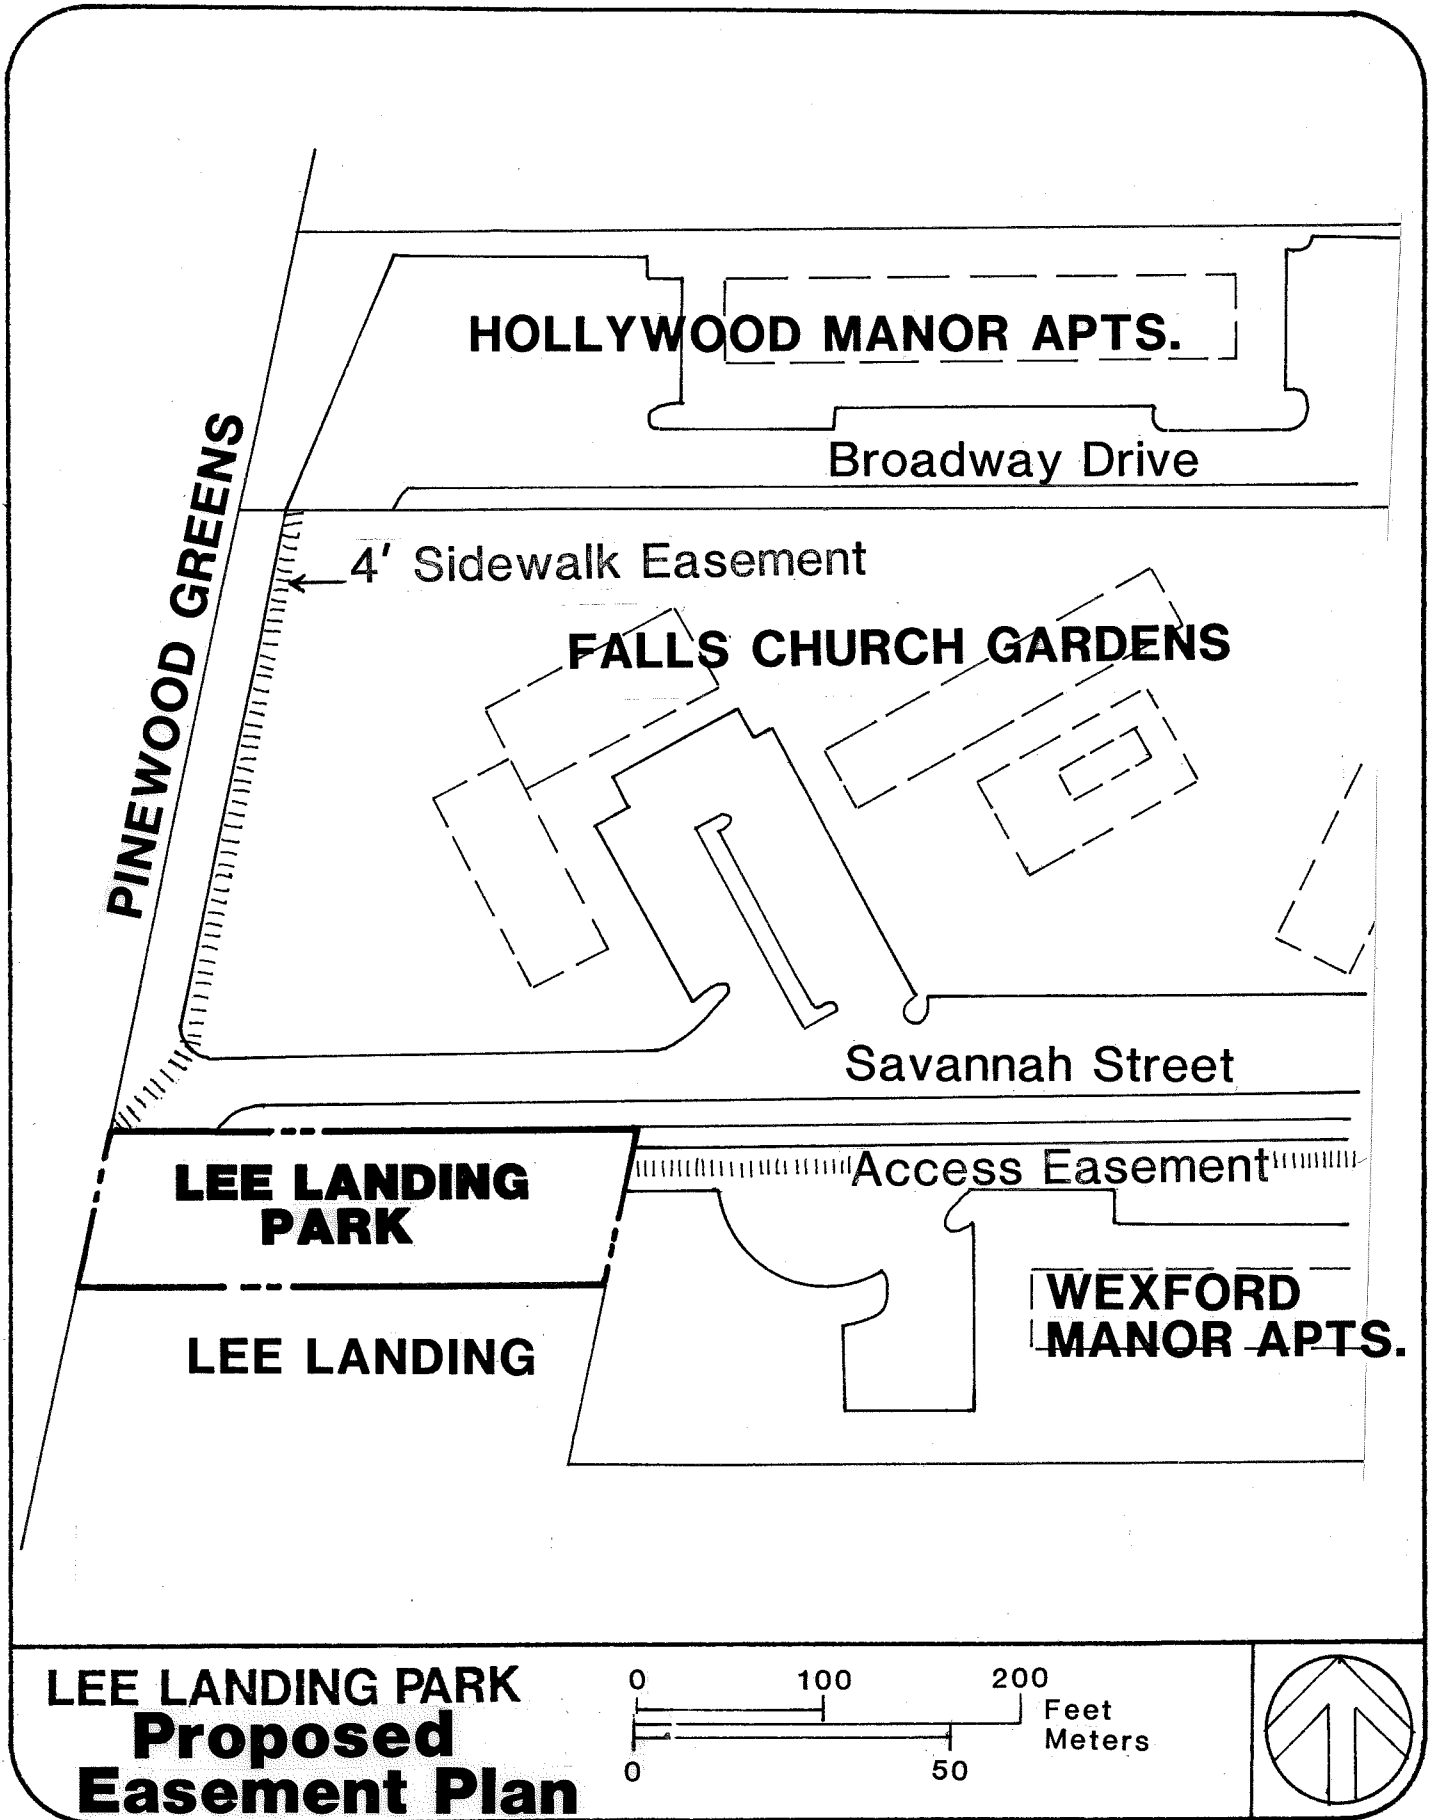 HOLLYWOOD MANOR APTS.
Broadway Drive
PINEWOOD GREENS
4' Sidewalk Easement
FALLS CHURCH GARDENS
Savannah Street
Access Easement
LEE LANDING
PARK
WEXFORD
MANOR APTS.
LEE LANDING
LEE LANDING PARK
Proposed
Easement Plan
0 100 200
Feet
Meters
0 50